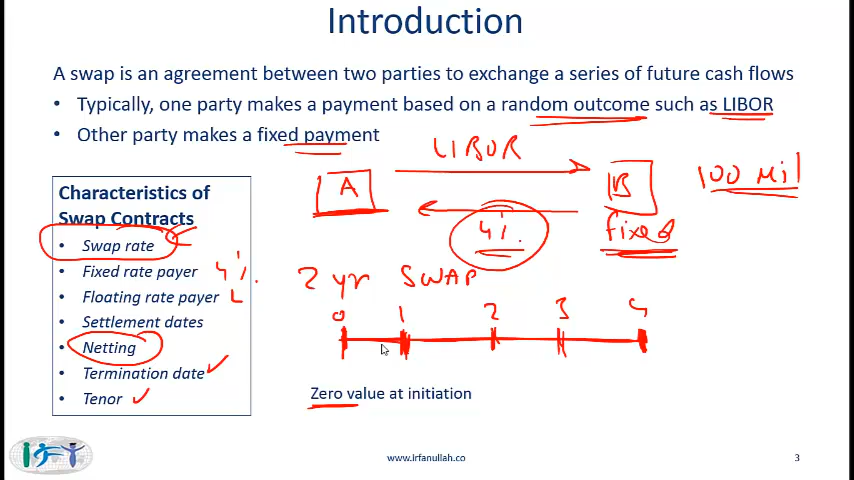 Introduction
A swap is an agreement between two parties to exchange a series of future cash flows
• Typically, one party makes a payment based on a random outcome such as LIBOR
• Other party makes a fixed payment
LIBOR
A
B
100 Mil
4%
fixed
Characteristics of
Swap Contracts
• Swap rate
• Fixed rate payer 4%.
• Floating rate payer L
• Settlement dates
• Netting
• Termination date
• Tenor
2 yr SWAP
0 1 2 3 4
Zero value at initiation
www.irfanullah.co
3